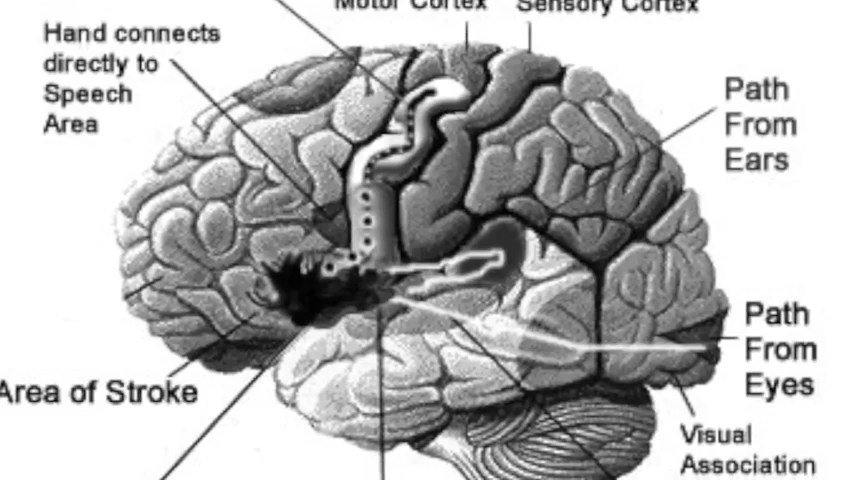 Motor Cortex Sensory Cortex
Hand connects
directly to
Speech
Area
Path
From
Ears
Area of Stroke
Path
From
Eyes
Visual
Association